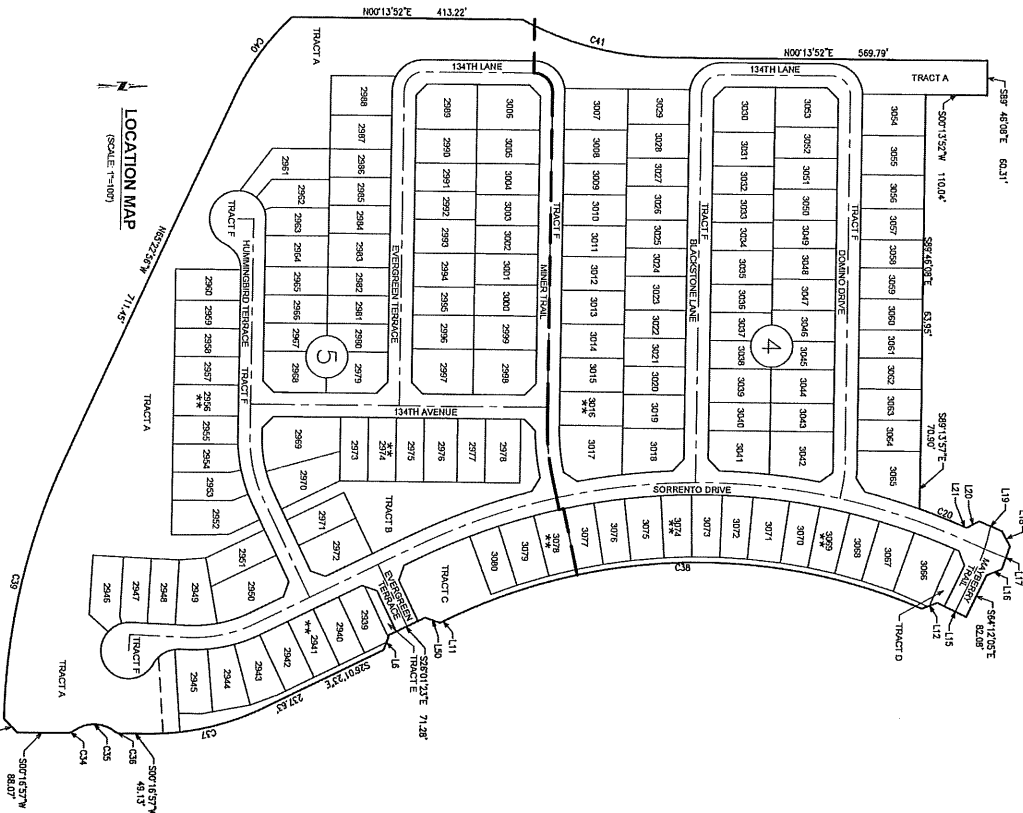 N00°13'52"E 413.22'
C41
N00°13'52"E 569.79'
S89° 46'08"E 60.31'
S00°13'52"W 110.04'
S89°46'08"E 63.95'
S89°13'57"E 70.90'
C20
L21
L20
L19
L18
L17
L16
S64°12'05"E 82.08'
L15
L12
TRACT D
MAYBERRY TRAIL
C40
TRACT A
134TH LANE
134TH LANE
TRACT A
3054
3055
3056
3057
3058
3059
3060
3061
3062
3063
3064
3065
TRACT F
DOMINO DRIVE
3053
3052
3051
3050
3049
3048
3047
3046
3045
3044
3043
3042
4
3030
3031
3032
3033
3034
3035
3036
3037
3038
3039
3040
3041
TRACT F
BLACKSTONE LANE
3029
3028
3027
3026
3025
3024
3023
3022
3021
3020
3019
3018
3007
3008
3009
3010
3011
3012
3013
3014
3015
3016
**
3017
TRACT F
MINER TRAIL
3006
3005
3004
3003
3002
3001
3000
2999
2998
2989
2990
2991
2992
2993
2994
2995
2996
2997
EVERGREEN TERRACE
2988
2987
2986
2985
2984
2983
2982
2981
2980
2979
5
2961
2962
2963
2964
2965
2966
2967
2968
TRACT F
HUMMINGBIRD TERRACE
TRACT F
2960
2959
2958
2957
2956
**
2955
2954
2953
2952
TRACT A
134TH AVENUE
2969
2970
2973
2974
**
2975
2976
2977
2978
2971
2972
TRACT B
SORRENTO DRIVE
3066
3067
3068
3069
**
3070
3071
3072
3073
3074
**
3075
3076
3077
3078
**
3079
3080
C38
TRACT C
L11
L50
EVERGREEN TERRACE
S26°01'23"E 71.28'
TRACT E
L6
2951
2950
2949
2948
2947
2946
2939
2940
2941
**
2942
2943
2944
2945
S26°01'23"E 237.63'
C37
TRACT F
TRACT A
S00°16'57"W 49.13'
C36
C35
C34
S00°16'57"W 88.07'
C39
N65°22'56"W 711.45'
N
LOCATION MAP
(SCALE: 1"=100')